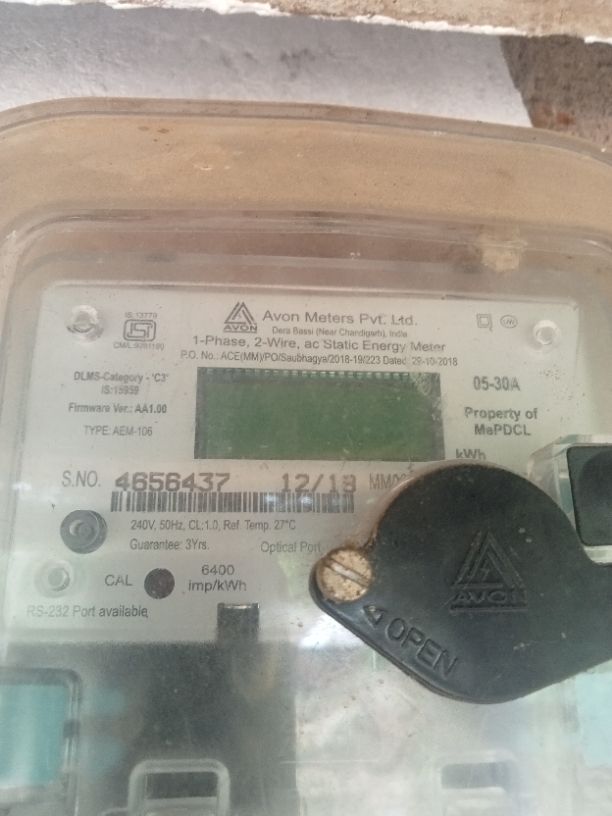 IS:13779
AVON
Avon Meters Pvt. Ltd.
Dera Bassi (Near Chandigarh), India
1-Phase, 2-Wire, ac Static Energy Meter
P.O. No.: ACE(MM)/PO/Saubhagya/2018-19/223 Dated: 29-10-2018
DLMS-Category - 'C3'
IS:15959
Firmware Ver.: AA1.00
TYPE: AEM-106
05-30A
Property of
MePDCL
kWh
S.NO. 4656437 12/18
240V, 50Hz, CL:1.0, Ref. Temp. 27°C
Guarantee: 3Yrs. Optical Port
CAL 6400
imp/kWh
RS-232 Port available
AVON
OPEN